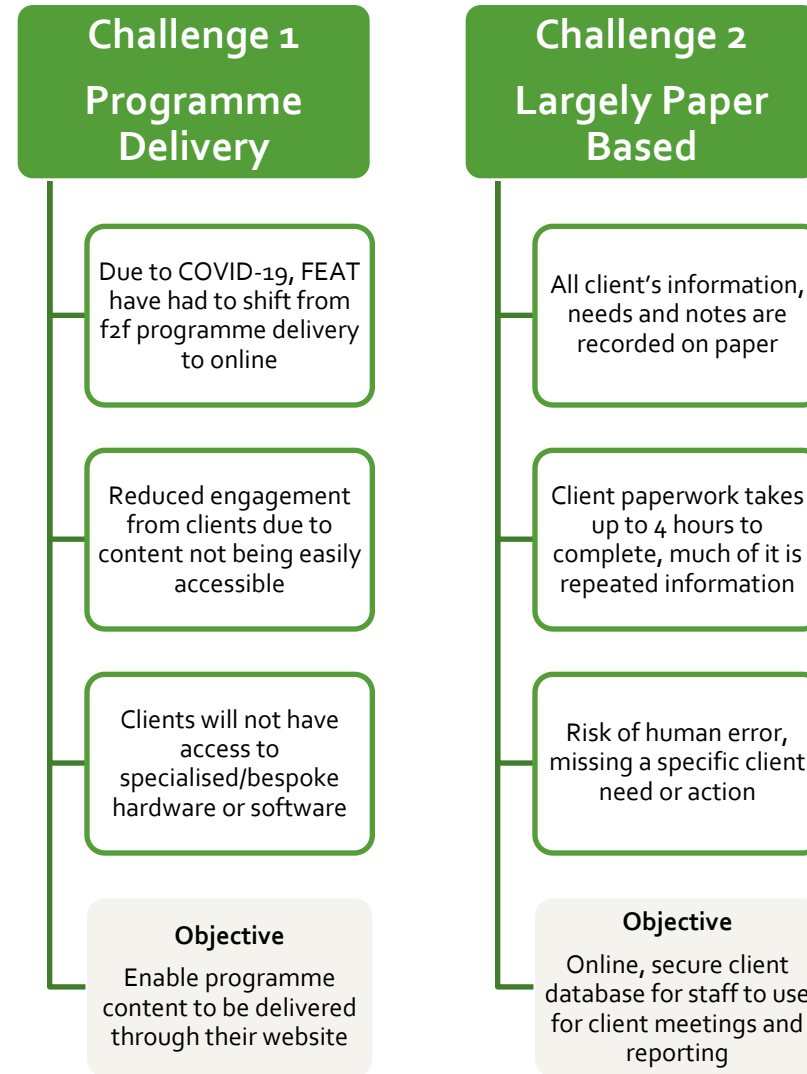 Challenge 1
Programme
Delivery
Due to COVID-19, FEAT
have had to shift from
f2f programme delivery
to online
Reduced engagement
from clients due to
content not being easily
accessible
Clients will not have
access to
specialised/bespoke
hardware or software
Objective
Enable programme
content to be delivered
through their website
Challenge 2
Largely Paper
Based
All client’s information,
needs and notes are
recorded on paper
Client paperwork takes
up to 4 hours to
complete, much of it is
repeated information
Risk of human error,
missing a specific client
need or action
Objective
Online, secure client
database for staff to use
for client meetings and
reporting